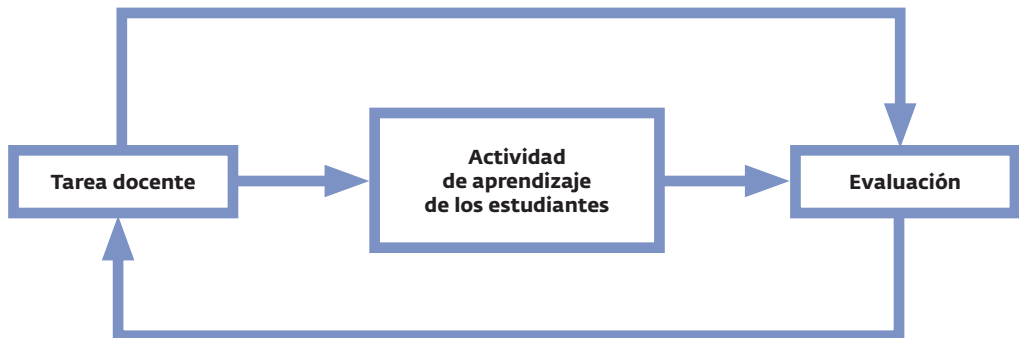 Tarea docente
Actividad
de aprendizaje
de los estudiantes
Evaluación